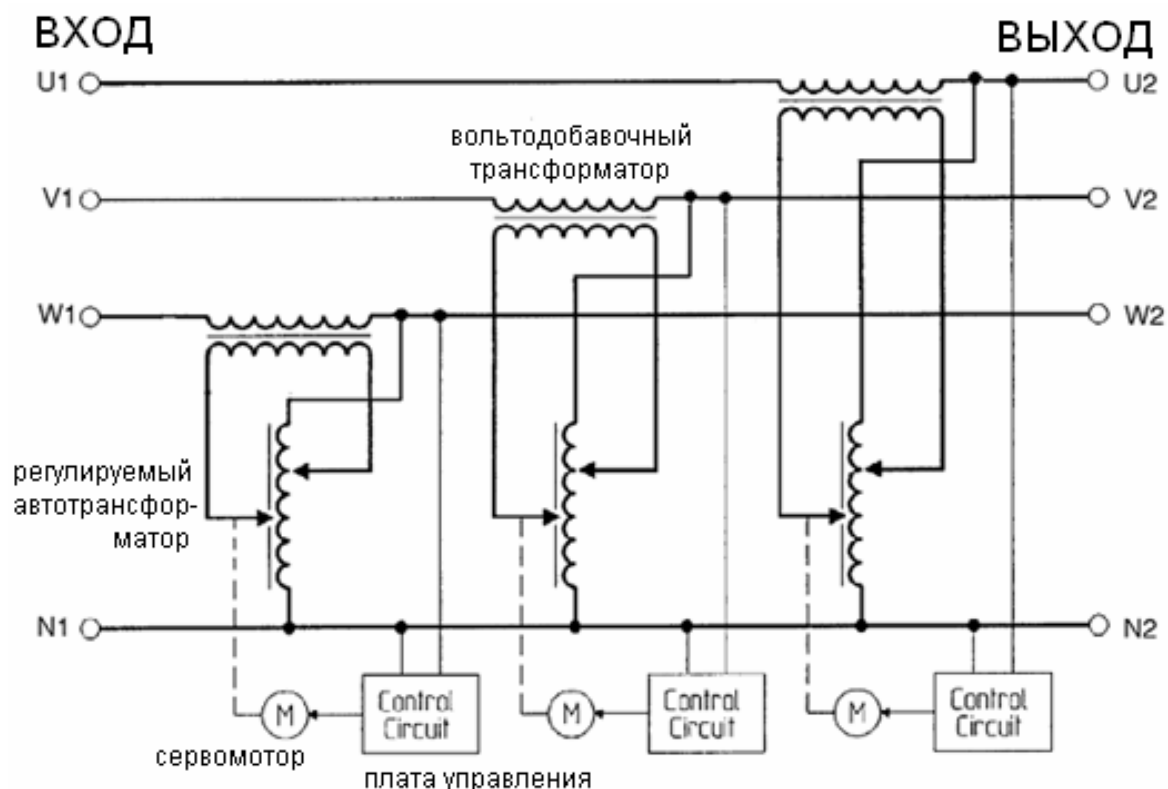 ВХОД
ВЫХОД
U1
U2
вольтодобавочный
трансформатор
V1
V2
W1
W2
регулируемый
автотрансфор-
матор
N1
N2
M
Control
Circuit
M
Control
Circuit
M
Control
Circuit
сервомотор
плата управления